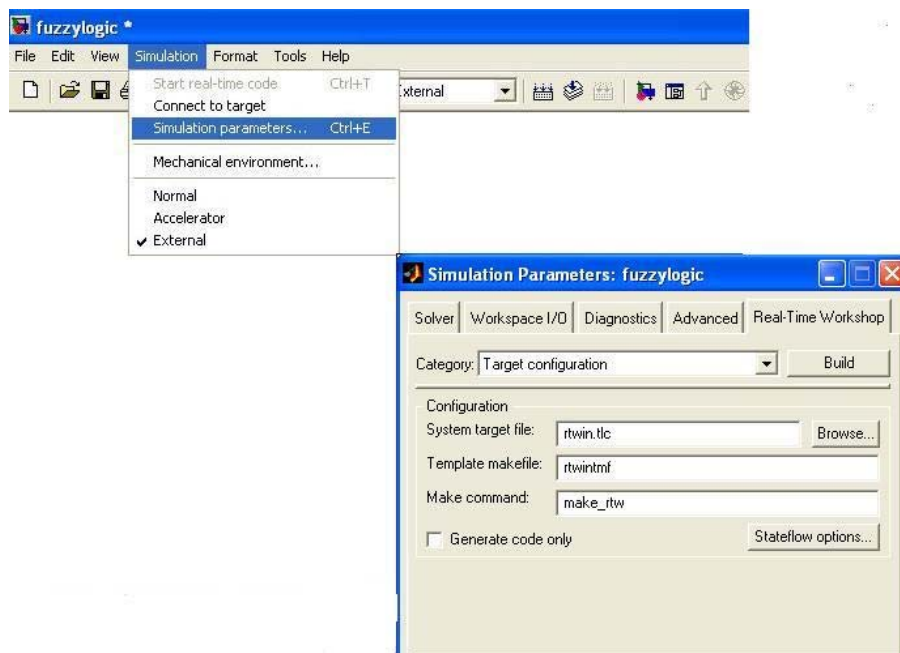 fuzzylogic *
File Edit View Simulation Format Tools Help
Start real-time code Ctrl+T
External
Connect to target
Simulation parameters... Ctrl+E
Mechanical environment...
Normal
Accelerator
External
Simulation Parameters: fuzzylogic
Solver Workspace I/O Diagnostics Advanced Real-Time Workshop
Category: Target configuration Build
Configuration
System target file: rtwin.tlc Browse...
Template makefile: rtwintmf
Make command: make_rtw
Generate code only Stateflow options...